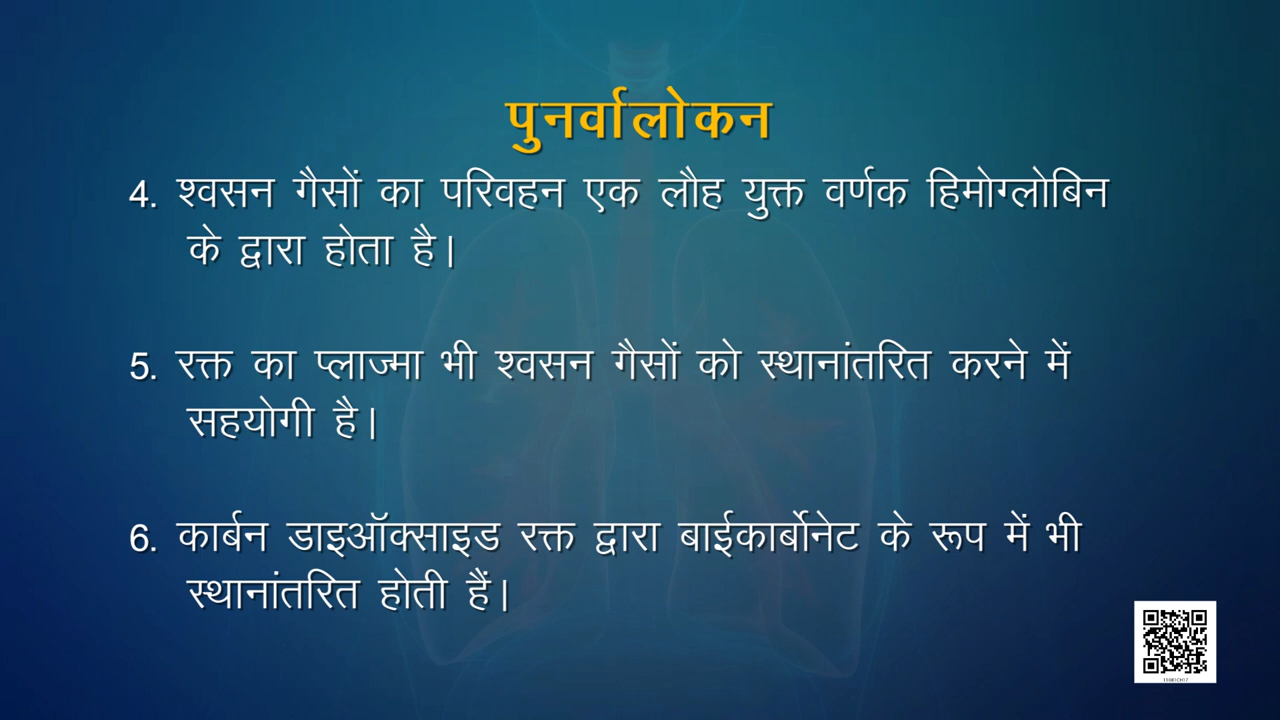 पुनर्वालोकन
4. श्वसन गैसों का परिवहन एक लौह युक्त वर्णक हिमोग्लोबिन
के द्वारा होता है।
5. रक्त का प्लाज्मा भी श्वसन गैसों को स्थानांतरित करने में
सहयोगी है।
6. कार्बन डाइऑक्साइड रक्त द्वारा बाईकार्बोनेट के रूप में भी
स्थानांतरित होती हैं।